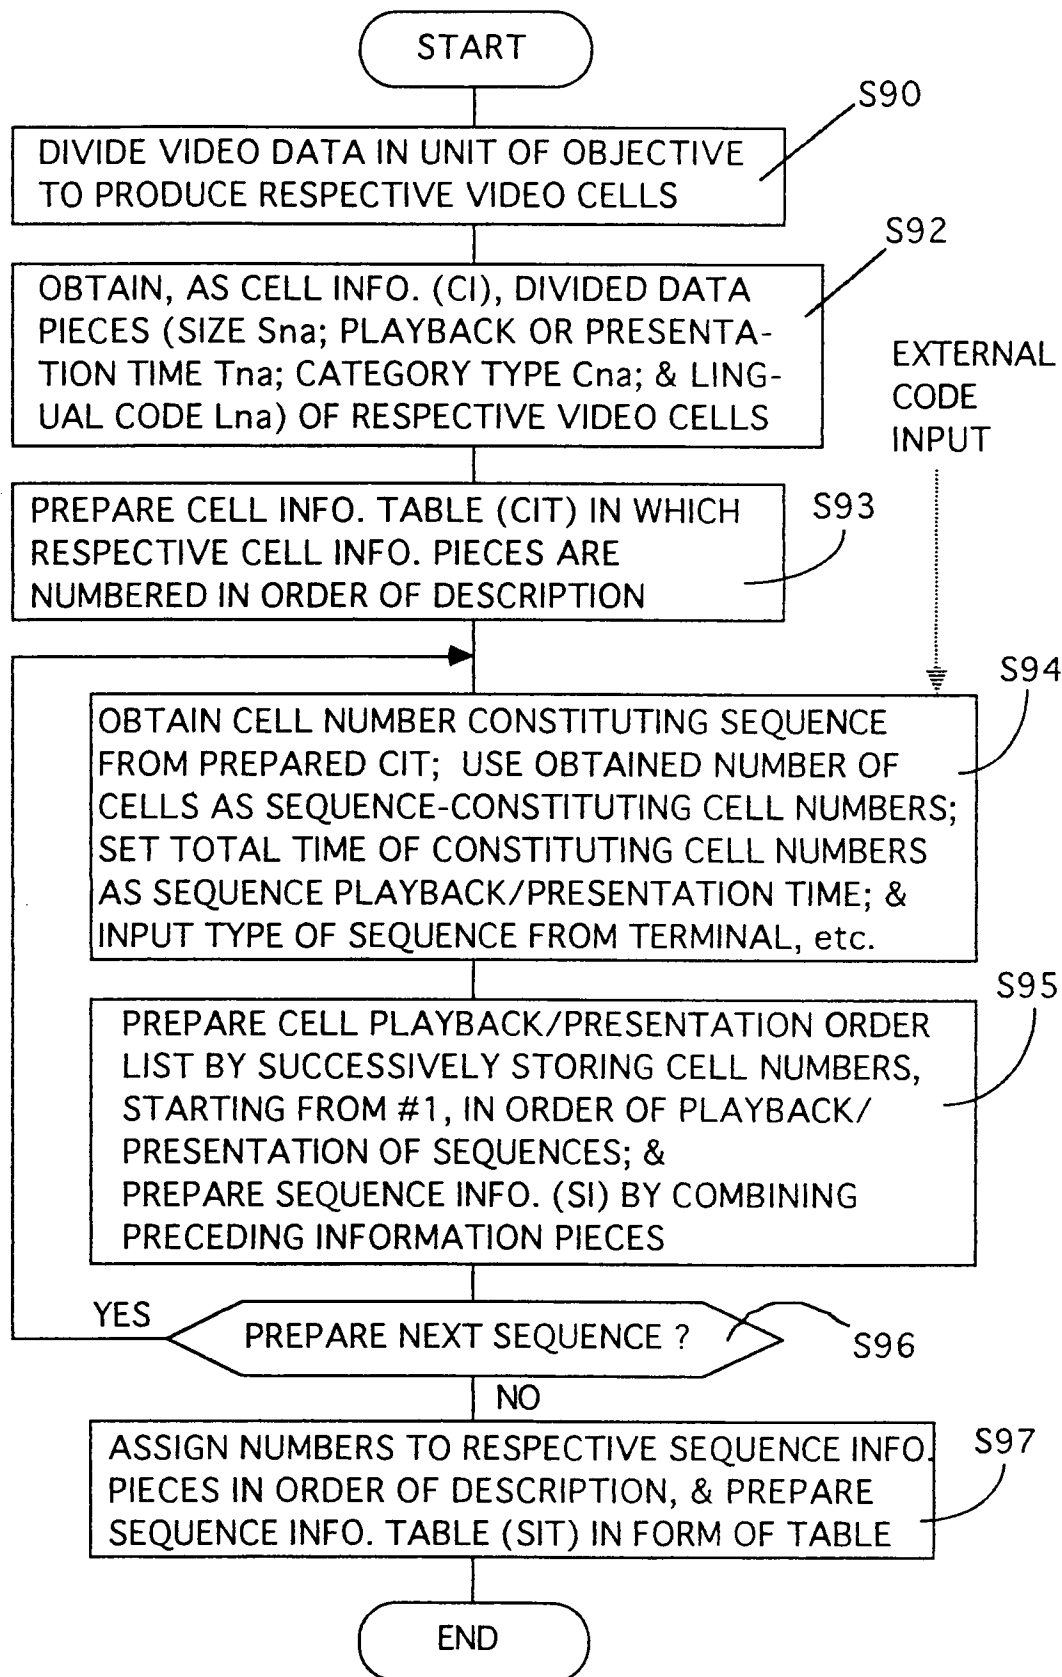 START
S90
DIVIDE VIDEO DATA IN UNIT OF OBJECTIVE
TO PRODUCE RESPECTIVE VIDEO CELLS
S92
OBTAIN, AS CELL INFO. (CI), DIVIDED DATA
PIECES (SIZE Sna; PLAYBACK OR PRESENTA-
TION TIME Tna; CATEGORY TYPE Cna; & LING-
UAL CODE Lna) OF RESPECTIVE VIDEO CELLS
EXTERNAL
CODE
INPUT
S93
PREPARE CELL INFO. TABLE (CIT) IN WHICH
RESPECTIVE CELL INFO. PIECES ARE
NUMBERED IN ORDER OF DESCRIPTION
S94
OBTAIN CELL NUMBER CONSTITUTING SEQUENCE
FROM PREPARED CIT; USE OBTAINED NUMBER OF
CELLS AS SEQUENCE-CONSTITUTING CELL NUMBERS;
SET TOTAL TIME OF CONSTITUTING CELL NUMBERS
AS SEQUENCE PLAYBACK/PRESENTATION TIME; &
INPUT TYPE OF SEQUENCE FROM TERMINAL, etc.
S95
PREPARE CELL PLAYBACK/PRESENTATION ORDER
LIST BY SUCCESSIVELY STORING CELL NUMBERS,
STARTING FROM #1, IN ORDER OF PLAYBACK/
PRESENTATION OF SEQUENCES; &
PREPARE SEQUENCE INFO. (SI) BY COMBINING
PRECEDING INFORMATION PIECES
YES
PREPARE NEXT SEQUENCE ?
S96
NO
ASSIGN NUMBERS TO RESPECTIVE SEQUENCE INFO.
PIECES IN ORDER OF DESCRIPTION, & PREPARE
SEQUENCE INFO. TABLE (SIT) IN FORM OF TABLE
S97
END